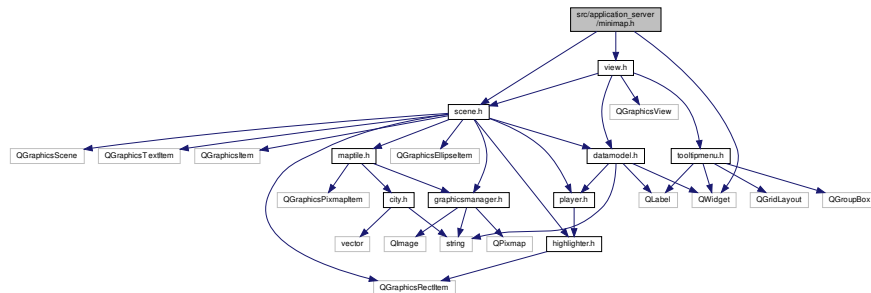 src/application_server
/minimap.h
view.h
scene.h
QGraphicsView
QGraphicsScene
QGraphicsTextItem
QGraphicsItem
maptile.h
QGraphicsEllipseItem
datamodel.h
tooltipmenu.h
QGraphicsPixmapItem
city.h
graphicsmanager.h
player.h
QLabel
QWidget
QGridLayout
QGroupBox
vector
QImage
string
QPixmap
highlighter.h
QGraphicsRectItem